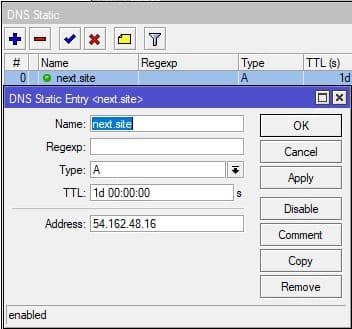 DNS Static
# Name Regexp Type TTL (s)
0 next.site A 1d
DNS Static Entry <next.site>
Name: next.site
Regexp:
Type: A
TTL: 1d 00:00:00 s
Address: 54.162.48.16
OK
Cancel
Apply
Disable
Comment
Copy
Remove
enabled